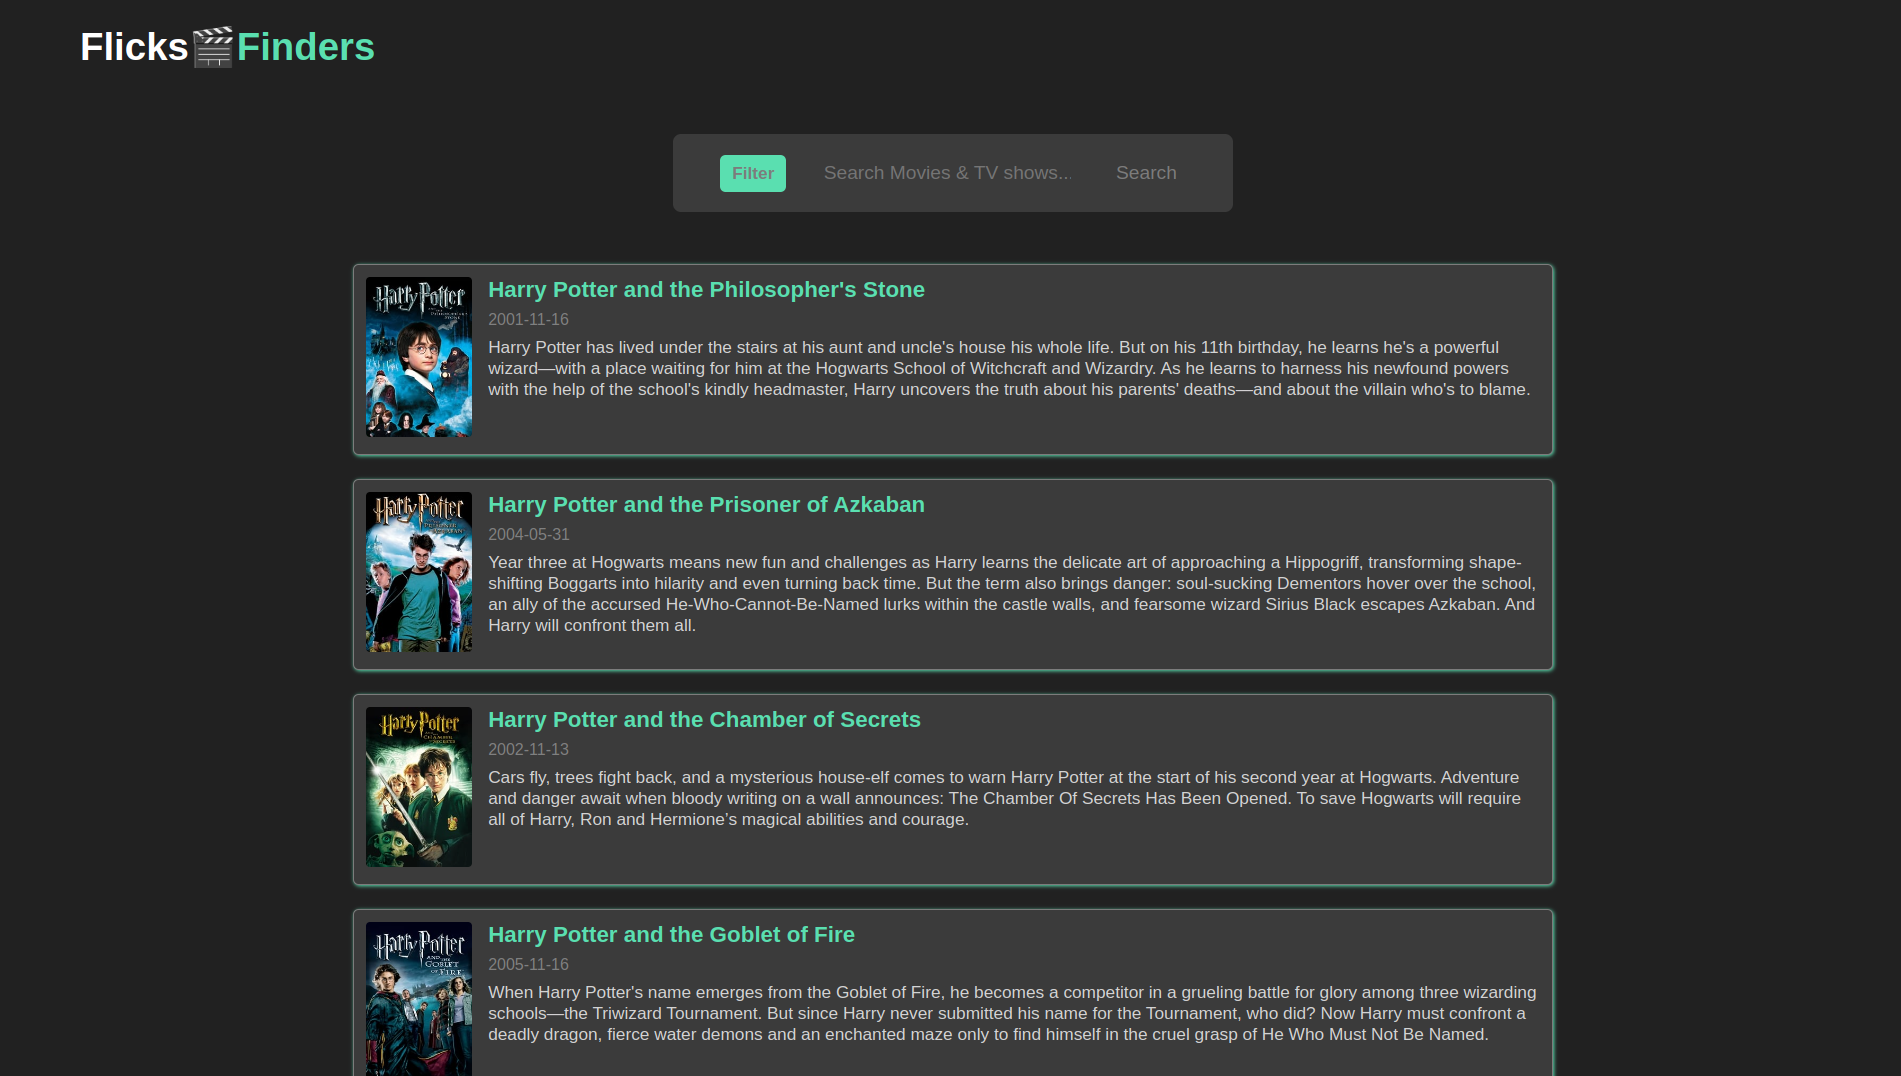 Flicks🎬Finders
Filter
Search Movies & TV shows...
Search
Harry Potter
Harry Potter and the Philosopher's Stone
2001-11-16
Harry Potter has lived under the stairs at his aunt and uncle's house his whole life. But on his 11th birthday, he learns he's a powerful
wizard—with a place waiting for him at the Hogwarts School of Witchcraft and Wizardry. As he learns to harness his newfound powers
with the help of the school's kindly headmaster, Harry uncovers the truth about his parents' deaths—and about the villain who's to blame.
Harry Potter
Harry Potter and the Prisoner of Azkaban
2004-05-31
Year three at Hogwarts means new fun and challenges as Harry learns the delicate art of approaching a Hippogriff, transforming shape-
shifting Boggarts into hilarity and even turning back time. But the term also brings danger: soul-sucking Dementors hover over the school,
an ally of the accursed He-Who-Cannot-Be-Named lurks within the castle walls, and fearsome wizard Sirius Black escapes Azkaban. And
Harry will confront them all.
Harry Potter
Harry Potter and the Chamber of Secrets
2002-11-13
Cars fly, trees fight back, and a mysterious house-elf comes to warn Harry Potter at the start of his second year at Hogwarts. Adventure
and danger await when bloody writing on a wall announces: The Chamber Of Secrets Has Been Opened. To save Hogwarts will require
all of Harry, Ron and Hermione’s magical abilities and courage.
Harry Potter
AND THE
GOBLET
OF FIRE
Harry Potter and the Goblet of Fire
2005-11-16
When Harry Potter's name emerges from the Goblet of Fire, he becomes a competitor in a grueling battle for glory among three wizarding
schools—the Triwizard Tournament. But since Harry never submitted his name for the Tournament, who did? Now Harry must confront a
deadly dragon, fierce water demons and an enchanted maze only to find himself in the cruel grasp of He Who Must Not Be Named.